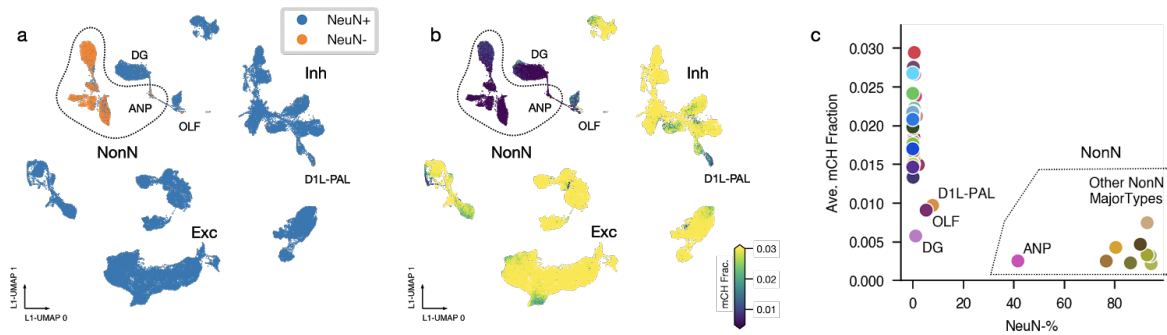 a
NeuN+
NeuN-
DG
Inh
ANP
OLF
NonN
D1L-PAL
Exc
L1-UMAP 1
L1-UMAP 0
b
DG
Inh
ANP
OLF
NonN
D1L-PAL
Exc
0.03
0.02
0.01
mCH Frac.
L1-UMAP 1
L1-UMAP 0
c
0.030
0.025
0.020
0.015
0.010
0.005
0.000
Ave. mCH Fraction
NonN
D1L-PAL
Other NonN
MajorTypes
OLF
DG
ANP
0
20
40
60
80
NeuN-%